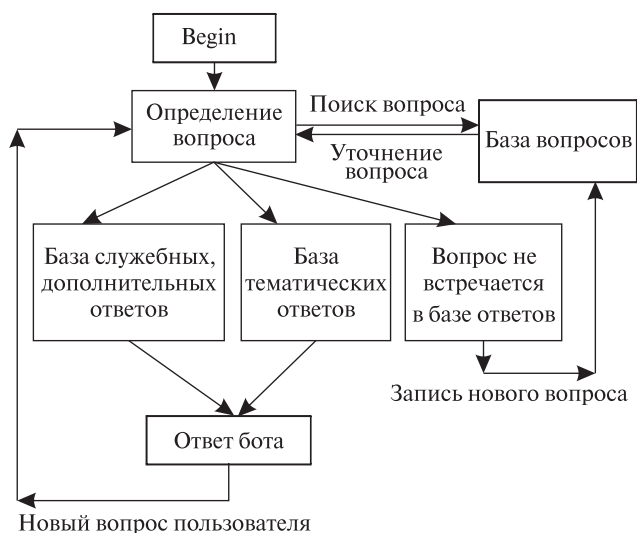 Begin
Определение
вопроса
Поиск вопроса
Уточнение
вопроса
База вопросов
База служебных,
дополнительных
ответов
База
тематических
ответов
Вопрос не
встречается
в базе ответов
Запись нового вопроса
Ответ бота
Новый вопрос пользователя